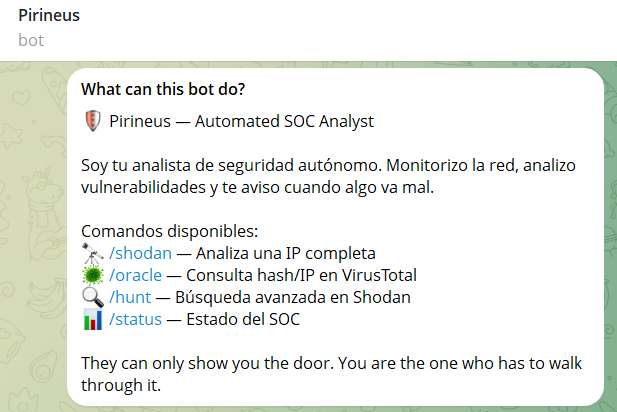 Pirineus
bot
What can this bot do?
🛡️ Pirineus — Automated SOC Analyst
Soy tu analista de seguridad autónomo. Monitorizo la red, analizo
vulnerabilidades y te aviso cuando algo va mal.
Comandos disponibles:
🔭 /shodan — Analiza una IP completa
🦠 /oracle — Consulta hash/IP en VirusTotal
🔍 /hunt — Búsqueda avanzada en Shodan
📊 /status — Estado del SOC
They can only show you the door. You are the one who has to walk
through it.